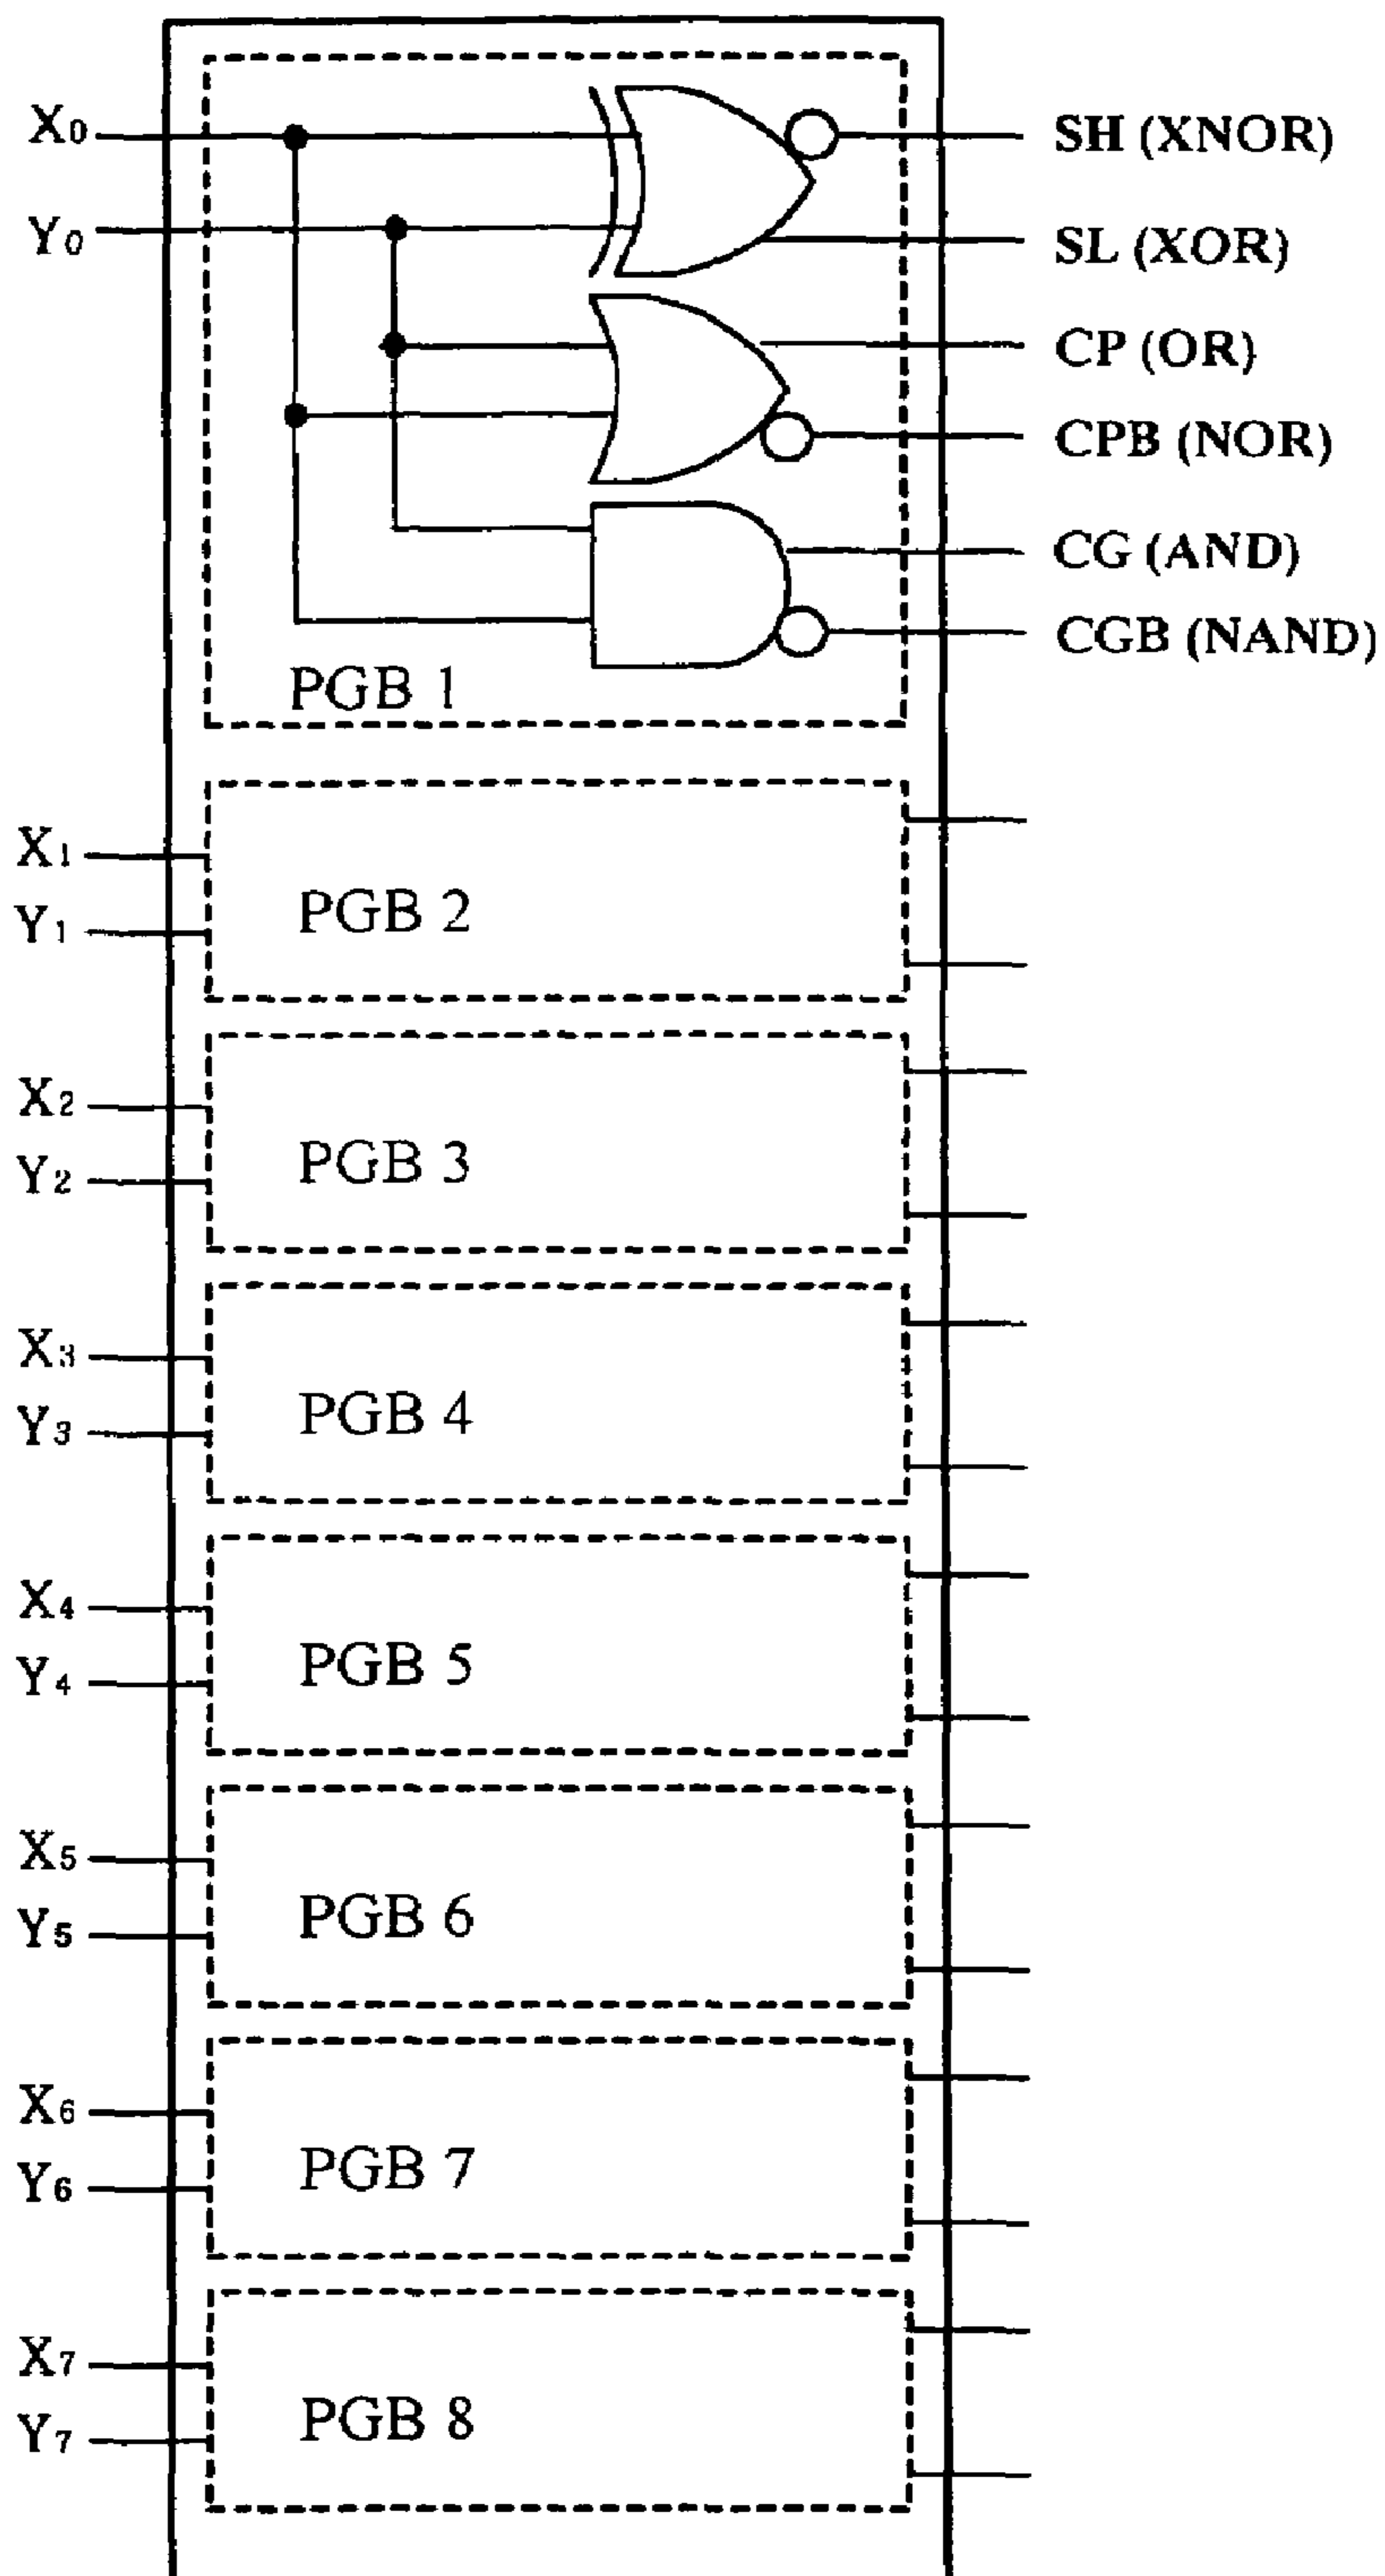 X0
SH (XNOR)
Y0
SL (XOR)
CP (OR)
CPB (NOR)
CG (AND)
CGB (NAND)
PGB 1
X1
PGB 2
Y1
X2
PGB 3
Y2
X3
PGB 4
Y3
X4
PGB 5
Y4
X5
PGB 6
Y5
X6
PGB 7
Y6
X7
PGB 8
Y7